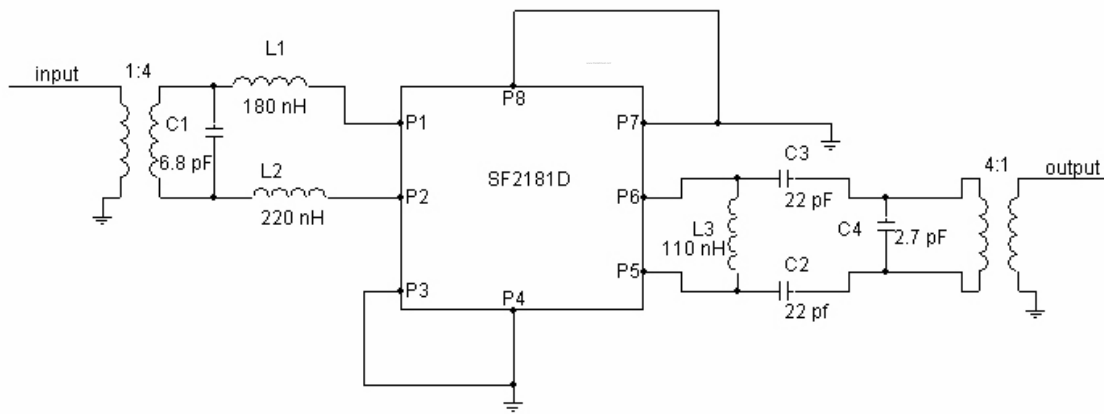 input
1:4
L1
180 nH
C1
6.8 pF
L2
220 nH
P8
P1
P7
P2
SF2181D
P6
P3
P4
P5
C3
22 pF
L3
110 nH
C2
22 pf
C4
2.7 pF
4:1
output